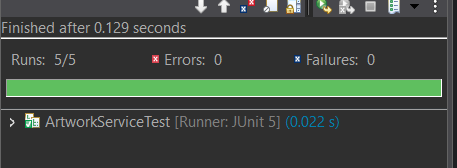 Finished after 0.129 seconds
Runs: 5/5 Errors: 0 Failures: 0
ArtworkServiceTest [Runner: JUnit 5] (0.022 s)